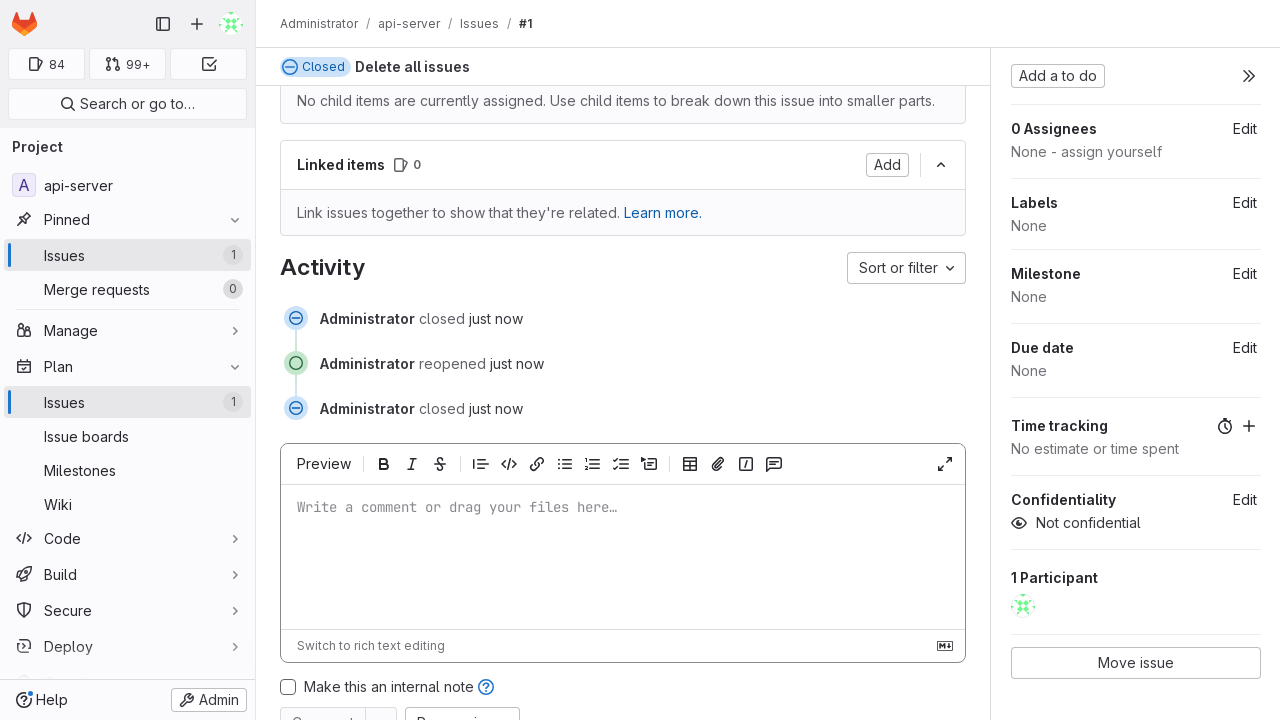 84
99+
Search or go to…
Project
A api-server
Pinned
Issues 1
Merge requests 0
Manage
Plan
Issues 1
Issue boards
Milestones
Wiki
Code
Build
Secure
Deploy
Help
Admin
Administrator / api-server / Issues / #1
Closed Delete all issues
No child items are currently assigned. Use child items to break down this issue into smaller parts.
Linked items 0
Add
Link issues together to show that they're related. Learn more.
Activity
Sort or filter
Administrator closed just now
Administrator reopened just now
Administrator closed just now
Preview
Write a comment or drag your files here…
Switch to rich text editing
Make this an internal note
Add a to do
0 Assignees Edit
None - assign yourself
Labels Edit
None
Milestone Edit
None
Due date Edit
None
Time tracking
No estimate or time spent
Confidentiality Edit
Not confidential
1 Participant
Move issue